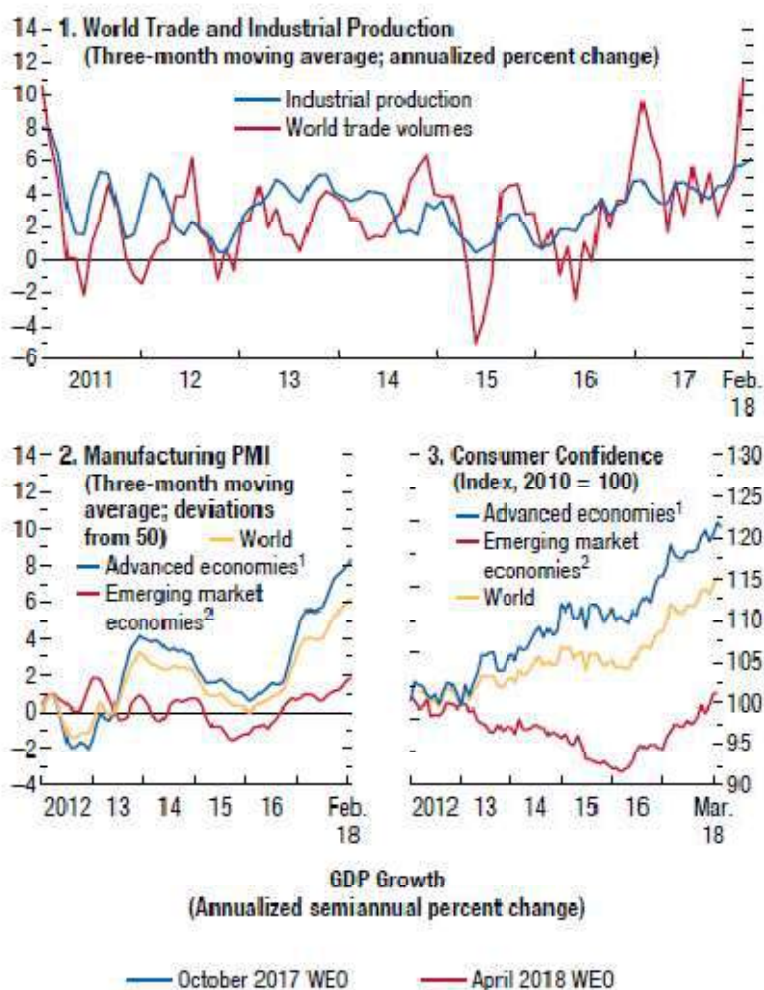 1. World Trade and Industrial Production
(Three-month moving average; annualized percent change)
14
12
10
8
6
4
2
0
–2
–4
–6
Industrial production
World trade volumes
2011 12 13 14 15 16 17 Feb.
18
2. Manufacturing PMI
(Three-month moving
average; deviations
from 50)
World
Advanced economies¹
Emerging market
economies²
14
12
10
8
6
4
2
0
–2
–4
2012 13 14 15 16 Feb.
18
3. Consumer Confidence
(Index, 2010 = 100)
Advanced economies¹
Emerging market
economies²
World
130
125
120
115
110
105
100
95
90
2012 13 14 15 16 Mar.
18
GDP Growth
(Annualized semiannual percent change)
October 2017 WEO April 2018 WEO